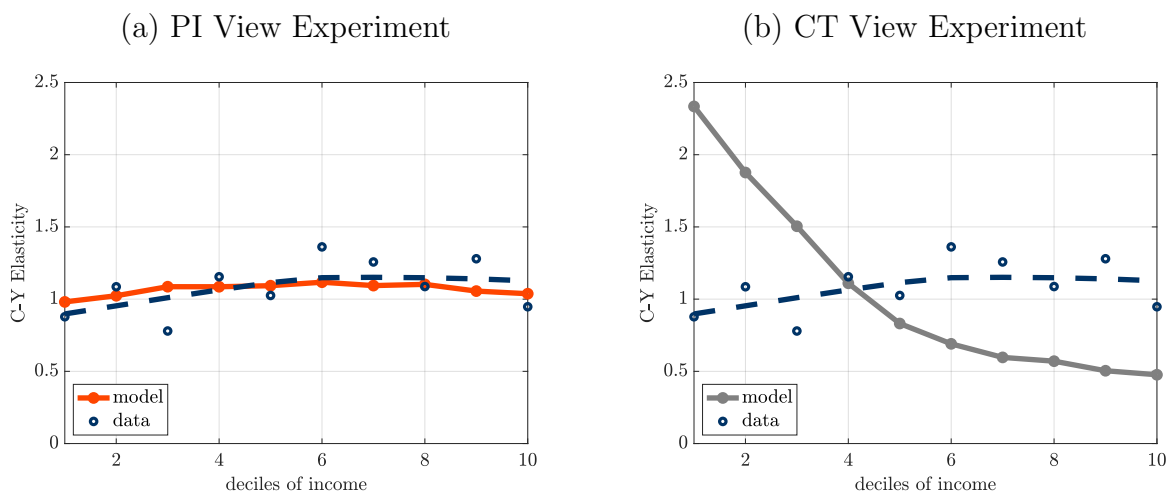 (a) PI View Experiment
2.5
2
1.5
1
0.5
0
C-Y Elasticity
model
data
2
4
6
8
10
deciles of income
(b) CT View Experiment
2.5
2
1.5
1
0.5
0
C-Y Elasticity
model
data
2
4
6
8
10
deciles of income